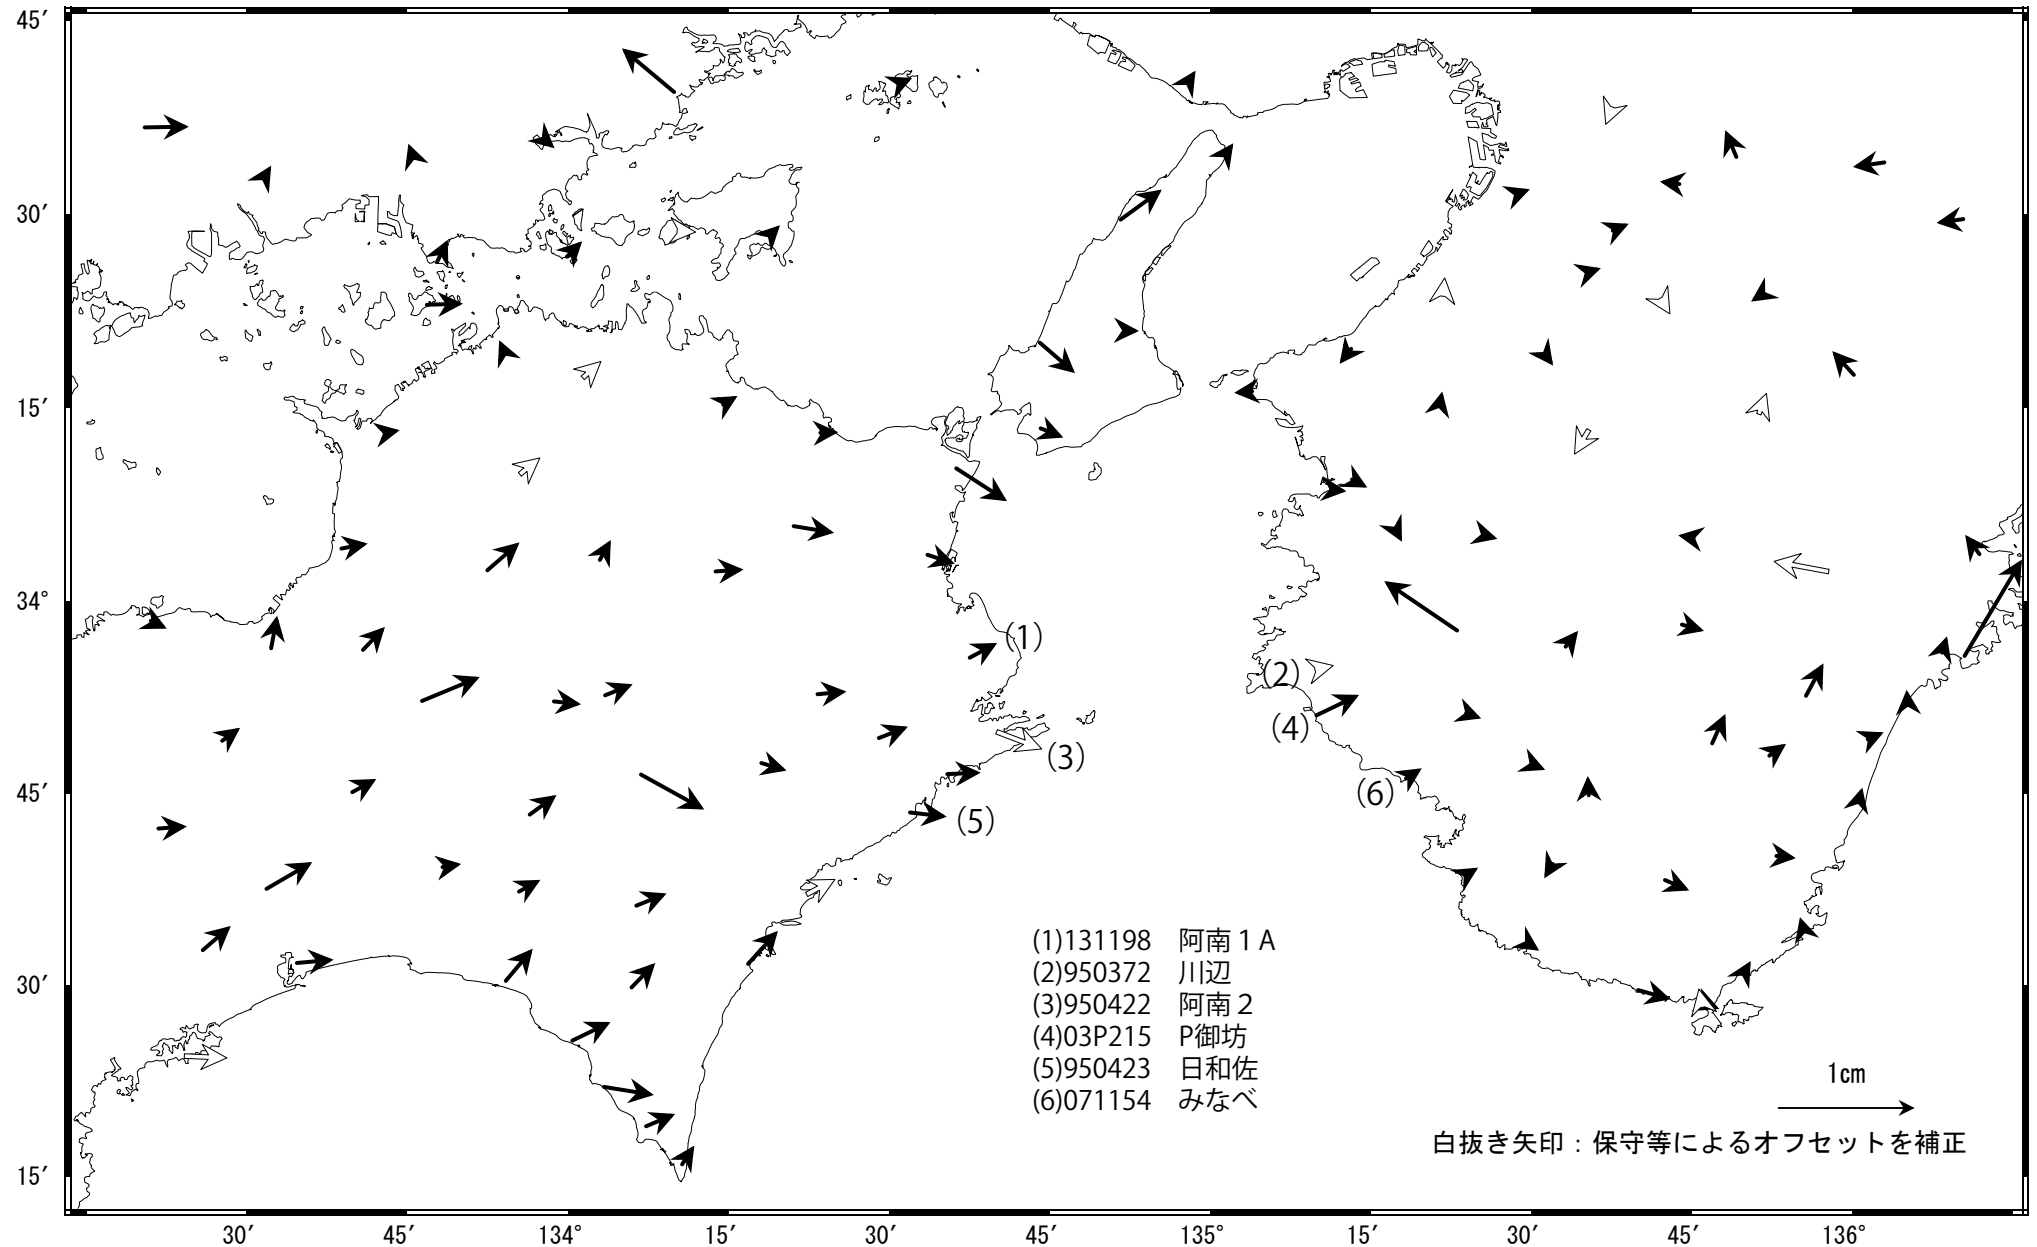 45′
30′
15′
34°
45′
30′
15′
(1)
(2)
(4)
(3)
(6)
(5)
(1)131198 阿南１A
(2)950372 川辺
(3)950422 阿南２
(4)03P215 P御坊
(5)950423 日和佐
(6)071154 みなべ
1cm
白抜き矢印：保守等によるオフセットを補正
30′ 45′ 134° 15′ 30′ 45′ 135° 15′ 30′ 45′ 136°